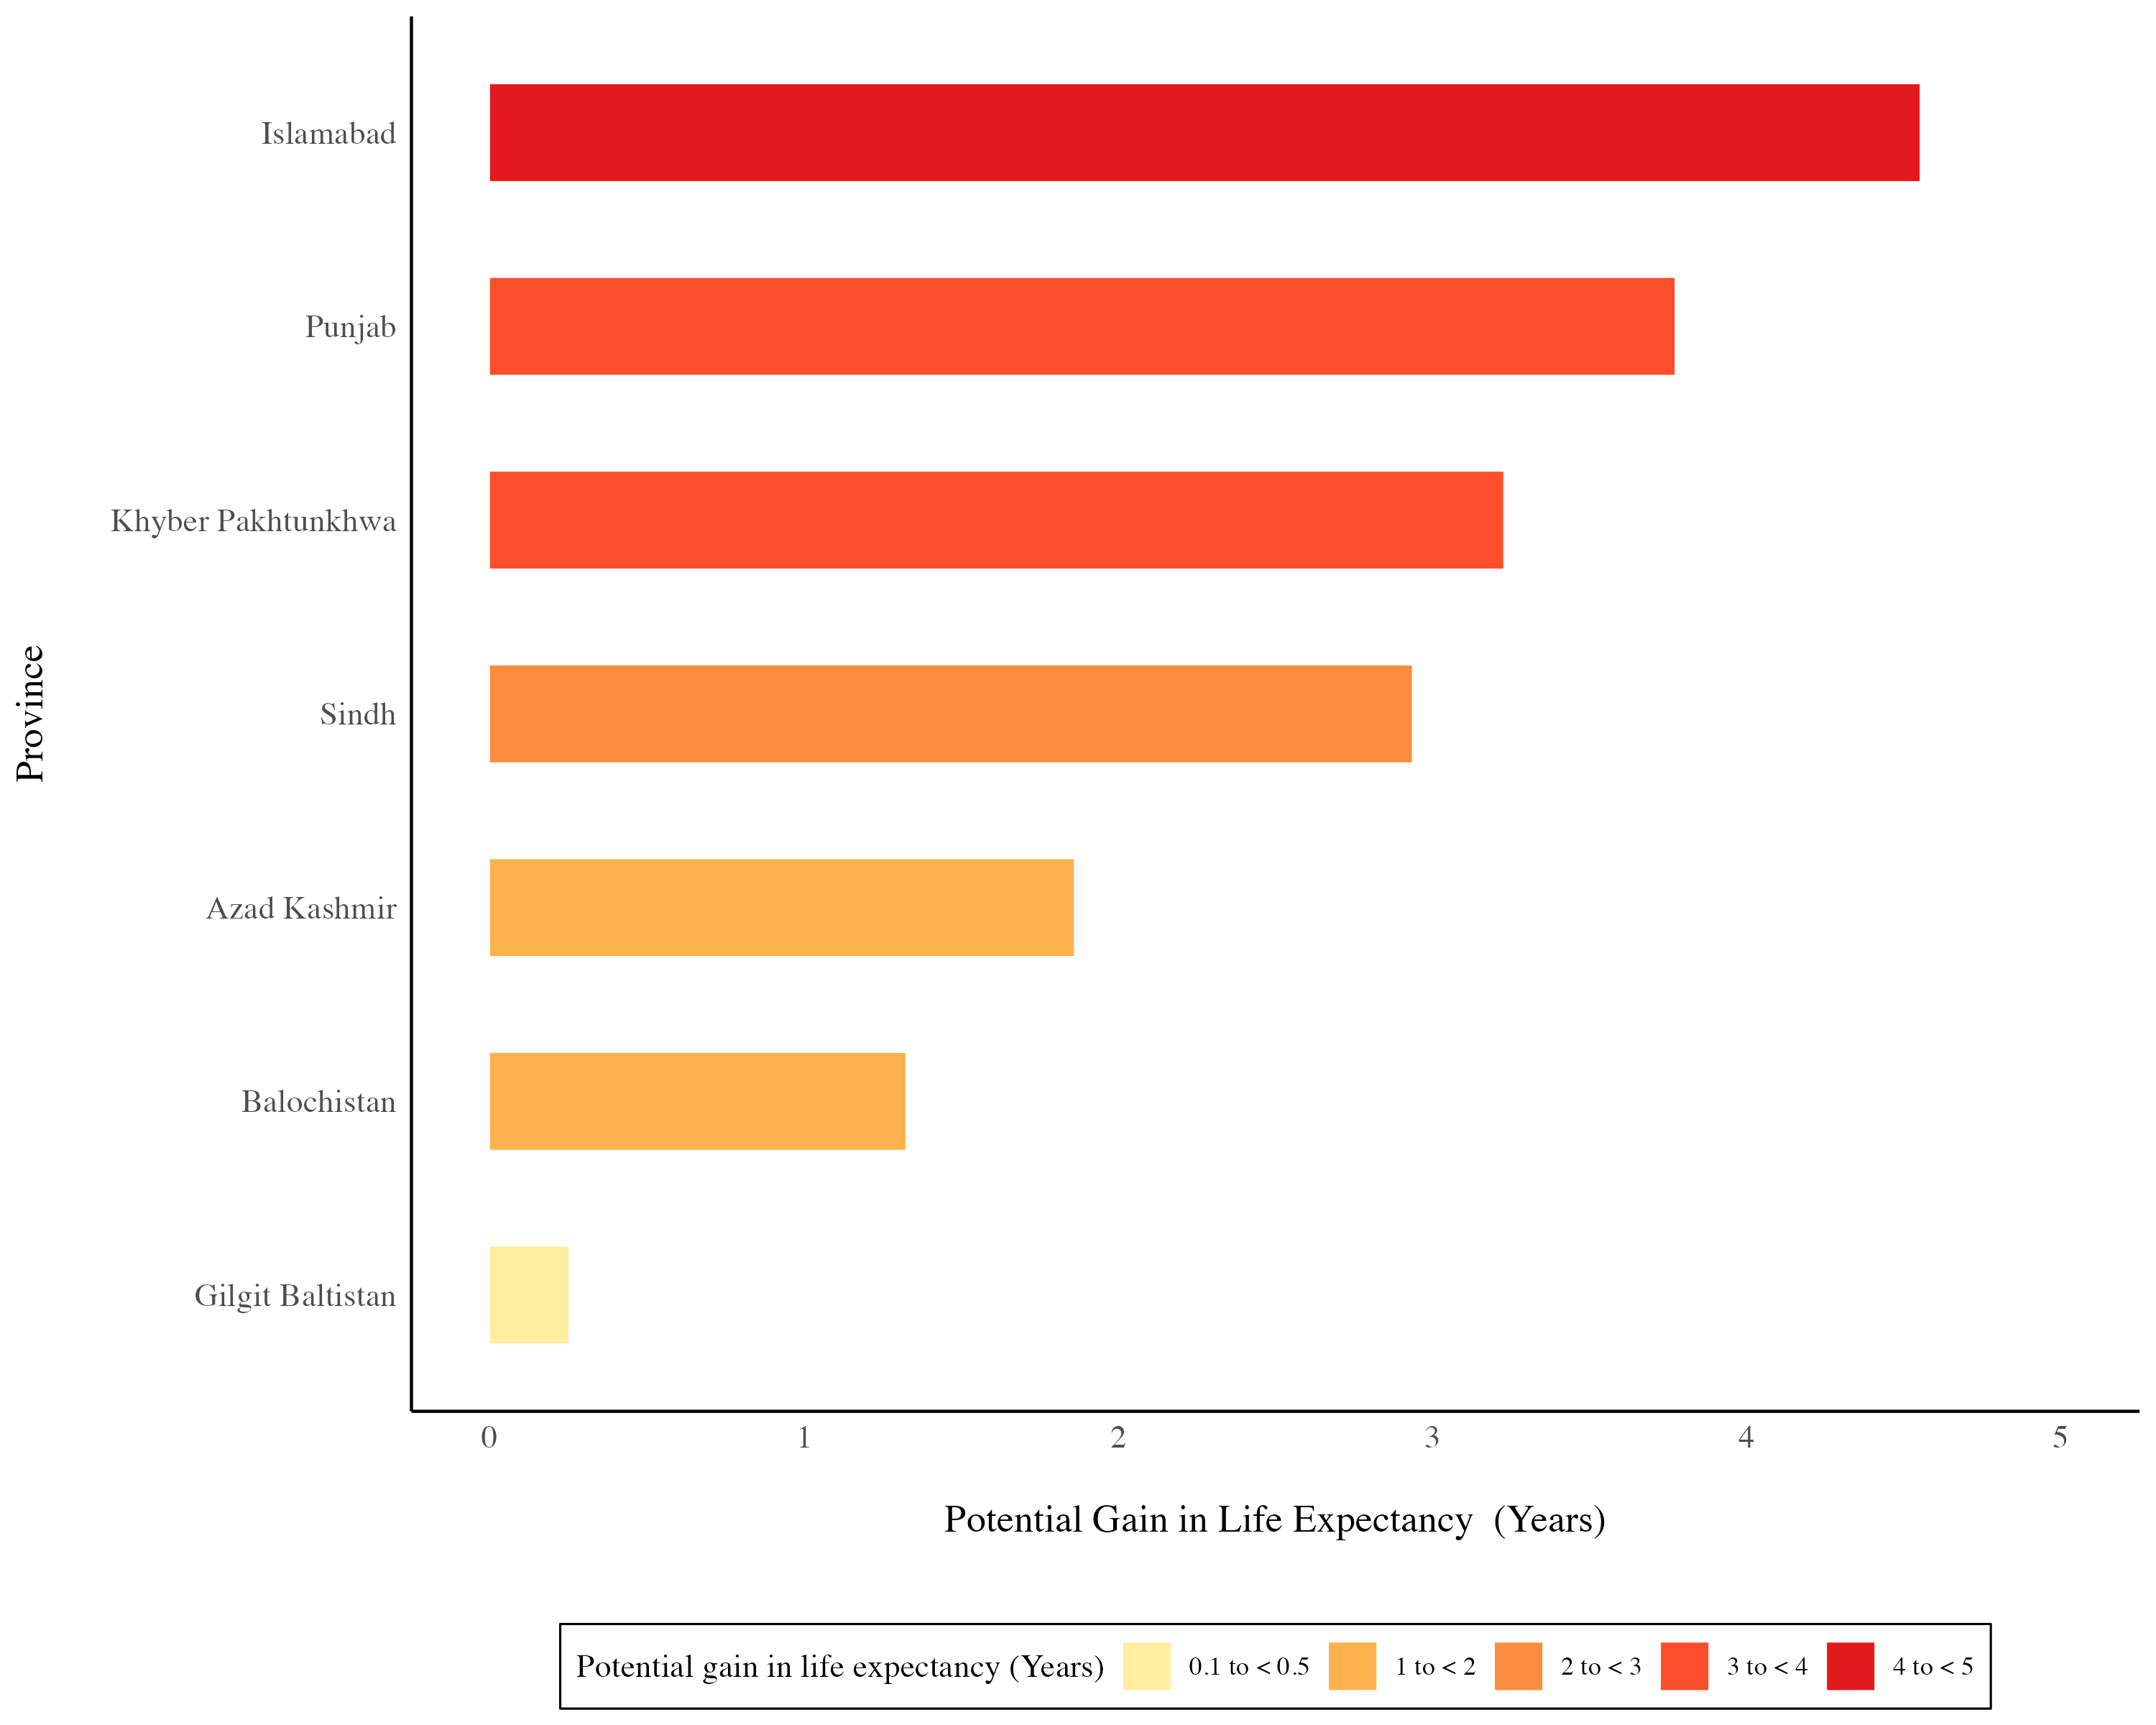 Islamabad
Punjab
Khyber Pakhtunkhwa
Sindh
Azad Kashmir
Balochistan
Gilgit Baltistan
Province
0 1 2 3 4 5
Potential Gain in Life Expectancy (Years)
Potential gain in life expectancy (Years) 0.1 to < 0.5 1 to < 2 2 to < 3 3 to < 4 4 to < 5